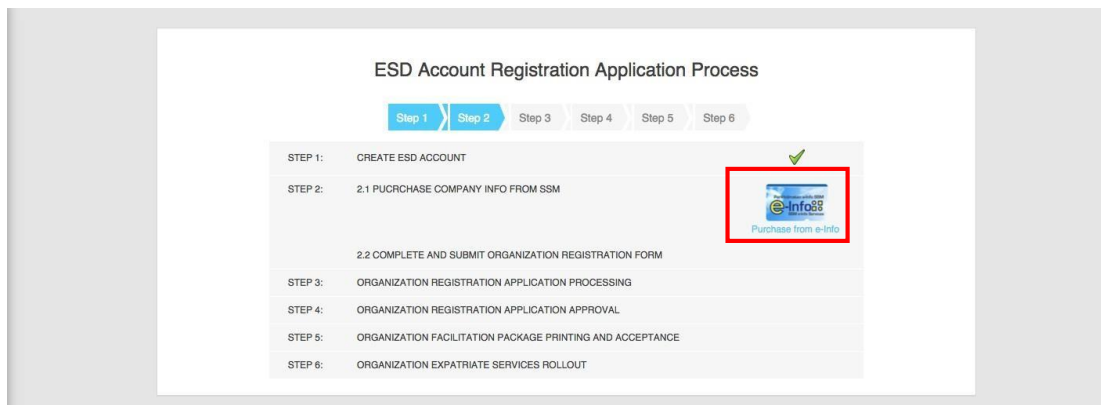 ESD Account Registration Application Process
Step 1 Step 2 Step 3 Step 4 Step 5 Step 6
STEP 1: CREATE ESD ACCOUNT
STEP 2: 2.1 PUCRCHASE COMPANY INFO FROM SSM
e-Info
Purchase from e-Info
2.2 COMPLETE AND SUBMIT ORGANIZATION REGISTRATION FORM
STEP 3: ORGANIZATION REGISTRATION APPLICATION PROCESSING
STEP 4: ORGANIZATION REGISTRATION APPLICATION APPROVAL
STEP 5: ORGANIZATION FACILITATION PACKAGE PRINTING AND ACCEPTANCE
STEP 6: ORGANIZATION EXPATRIATE SERVICES ROLLOUT